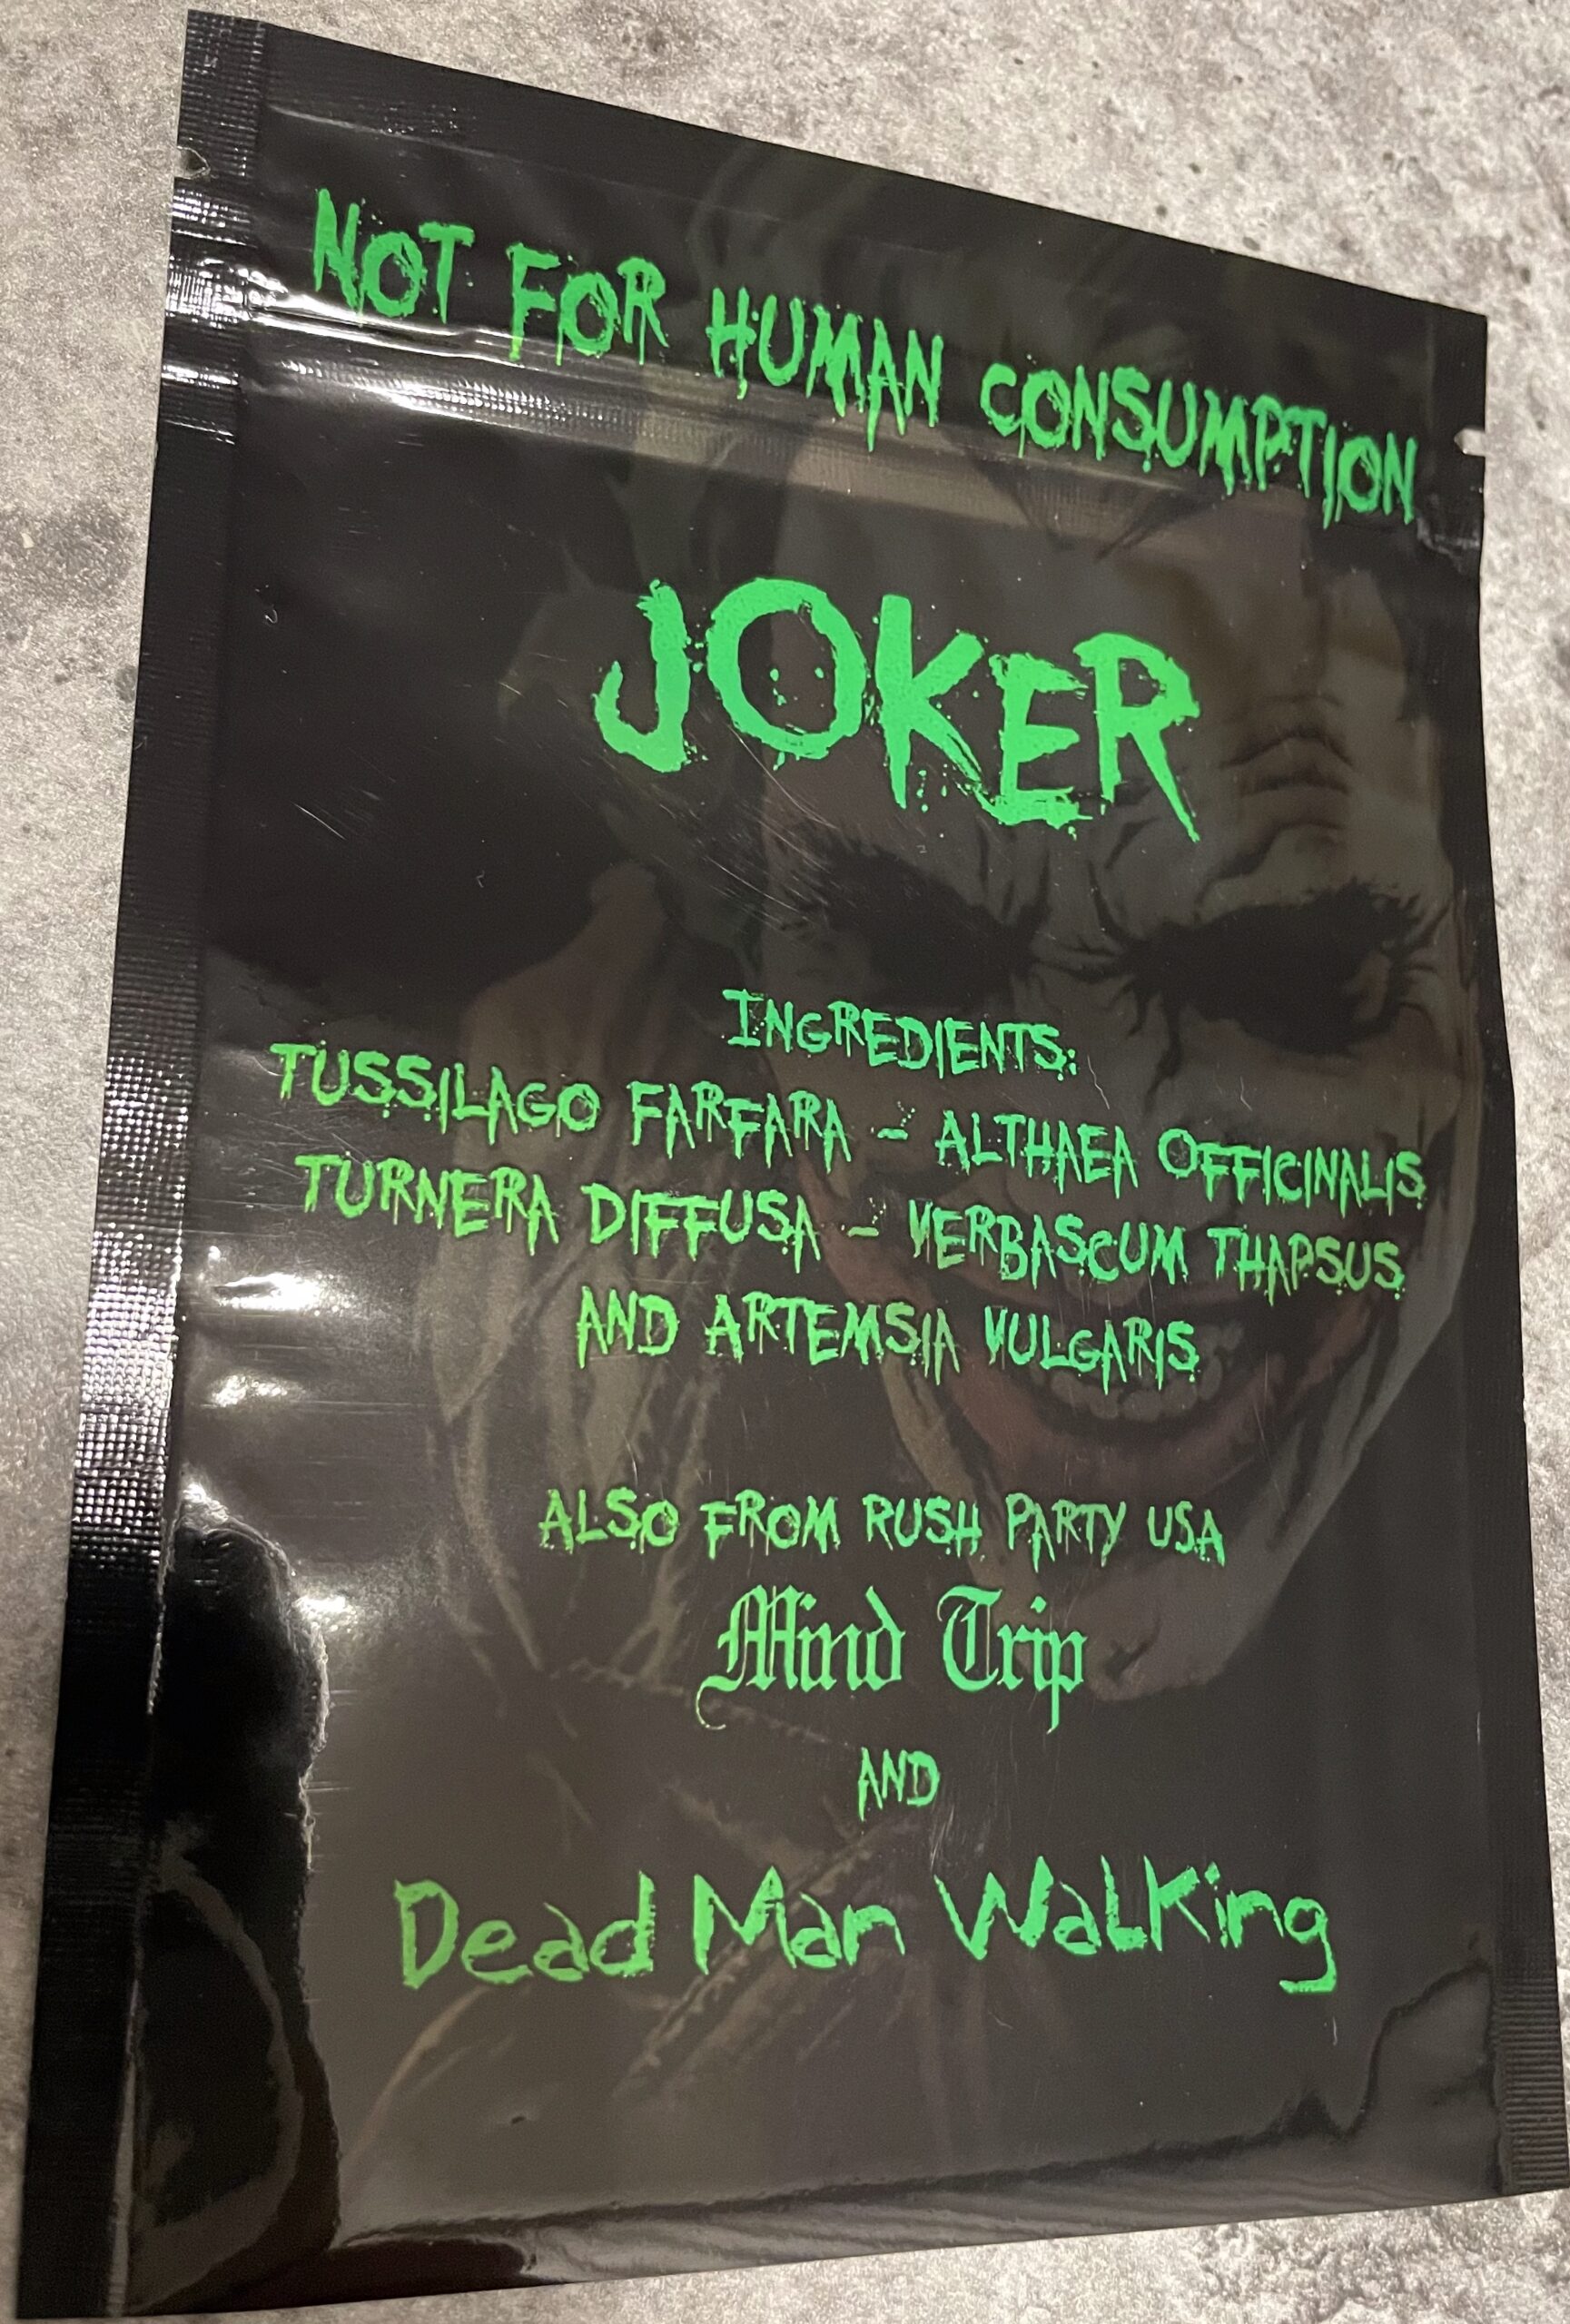 NOT FOR HUMAN CONSUMPTION
JOKER
INGREDIENTS:
TUSSILAGO FARFARA - ALTHAEA OFFICINALIS
TURNERA DIFFUSA - VERBASCUM THAPSUS
AND ARTEMSIA VULGARIS
ALSO FROM RUSH PARTY USA
Mind Trip
AND
Dead Man Walking